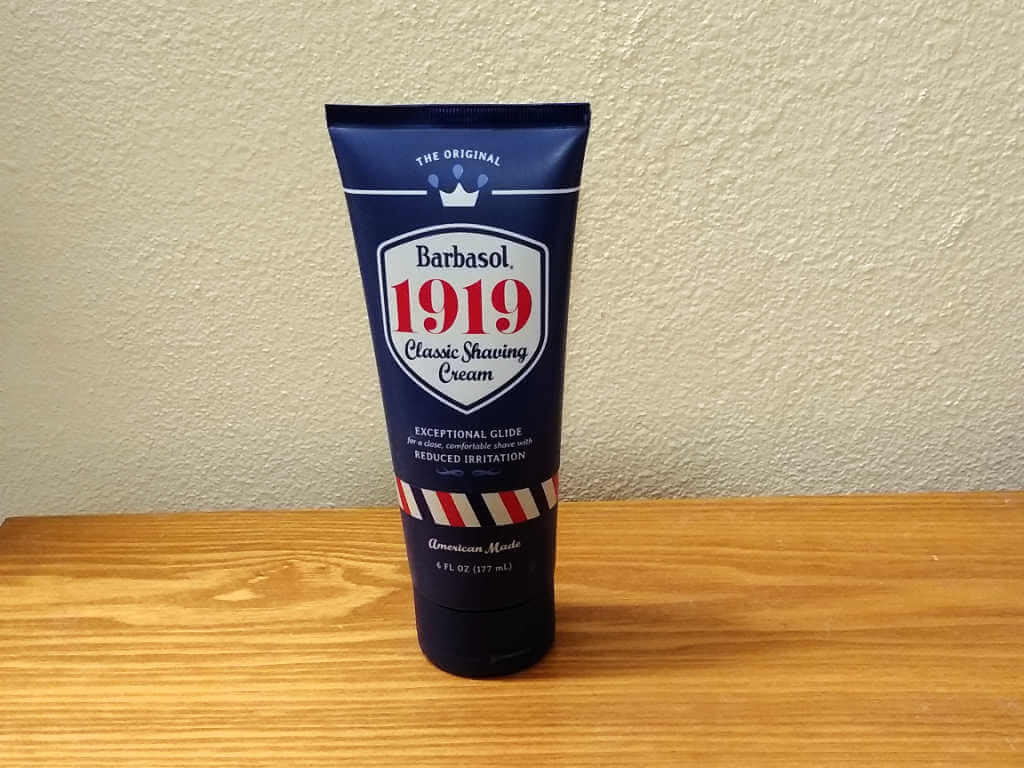 THE ORIGINAL
Barbasol®
1919
Classic Shaving
Cream
EXCEPTIONAL GLIDE
for a close, comfortable shave with
REDUCED IRRITATION
American Made
6 FL OZ (177 mL)